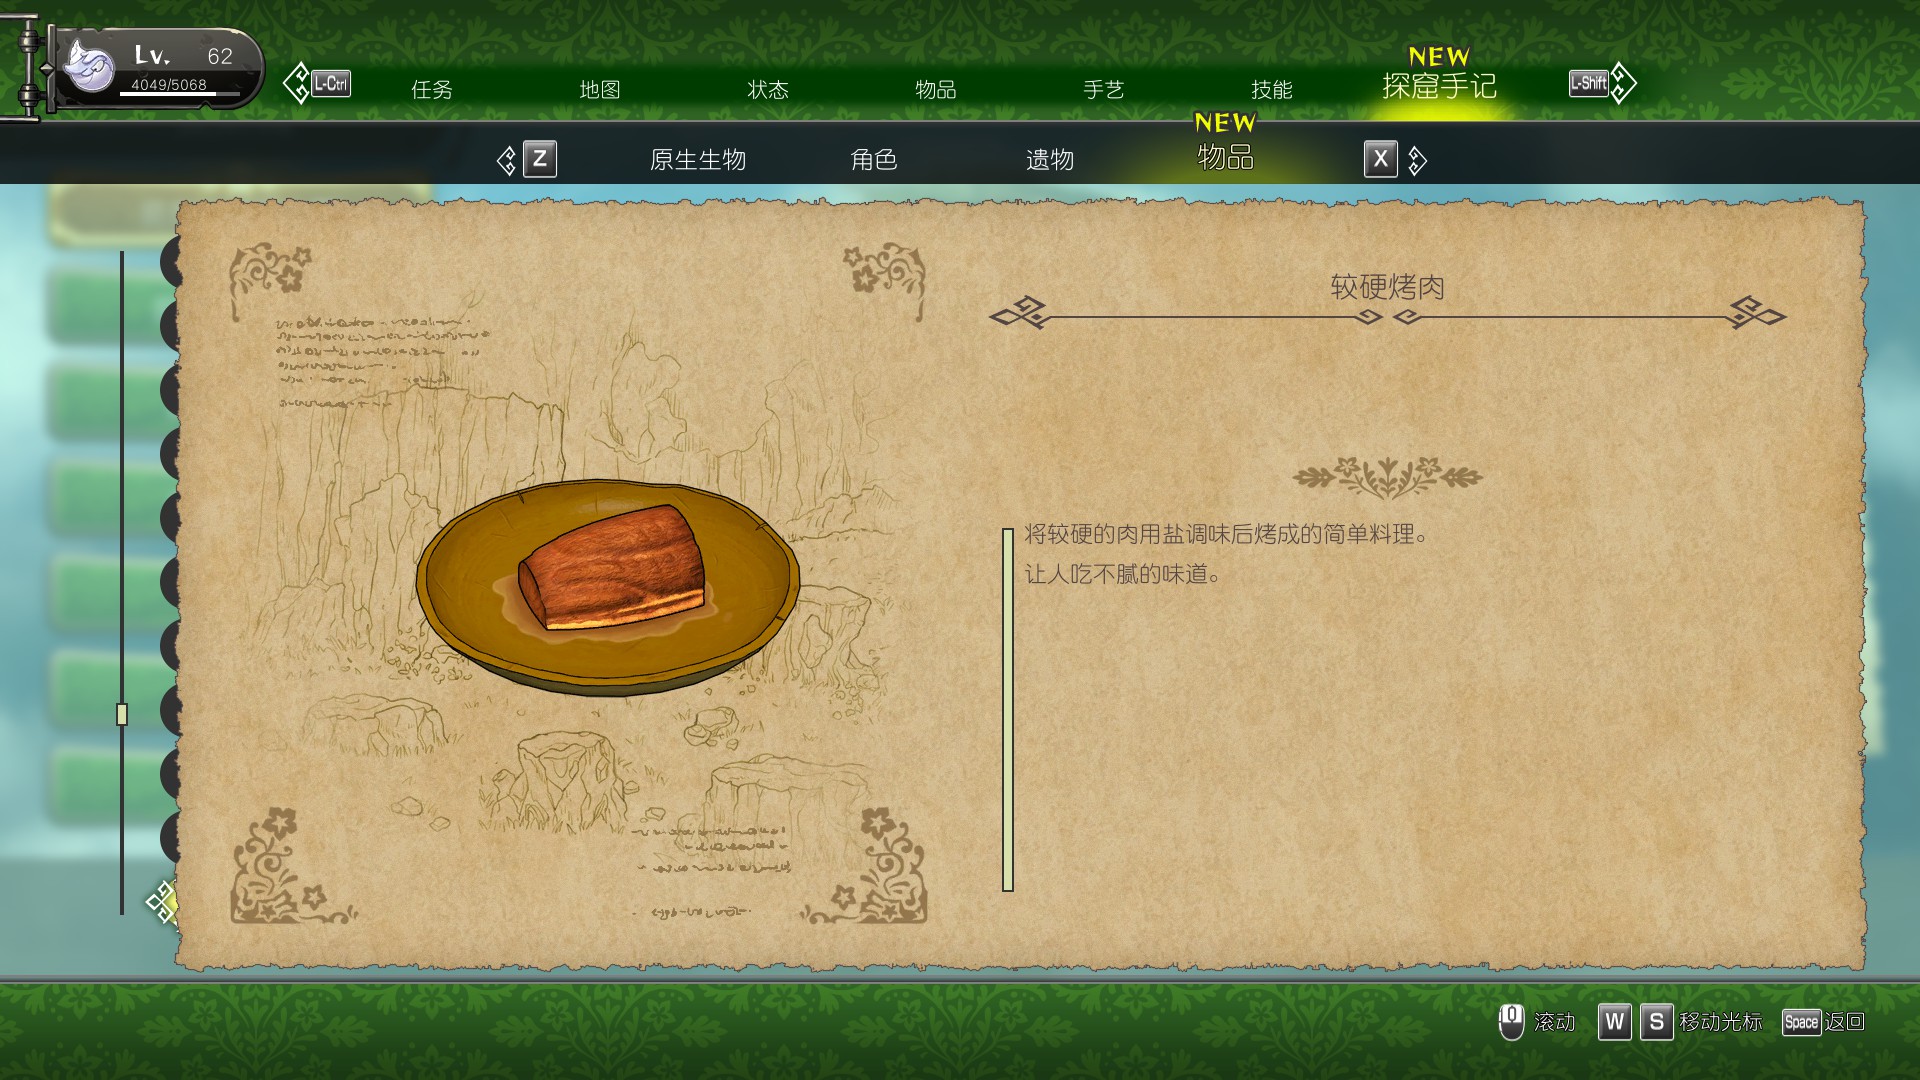 Lv. 62
4049/5068
L-Ctrl
任务
地图
状态
物品
手艺
技能
NEW
探窟手记
L-Shift
Z
原生生物
角色
遗物
NEW
物品
X
较硬烤肉
将较硬的肉用盐调味后烤成的简单料理。
让人吃不腻的味道。
滚动
W S 移动光标
Space 返回